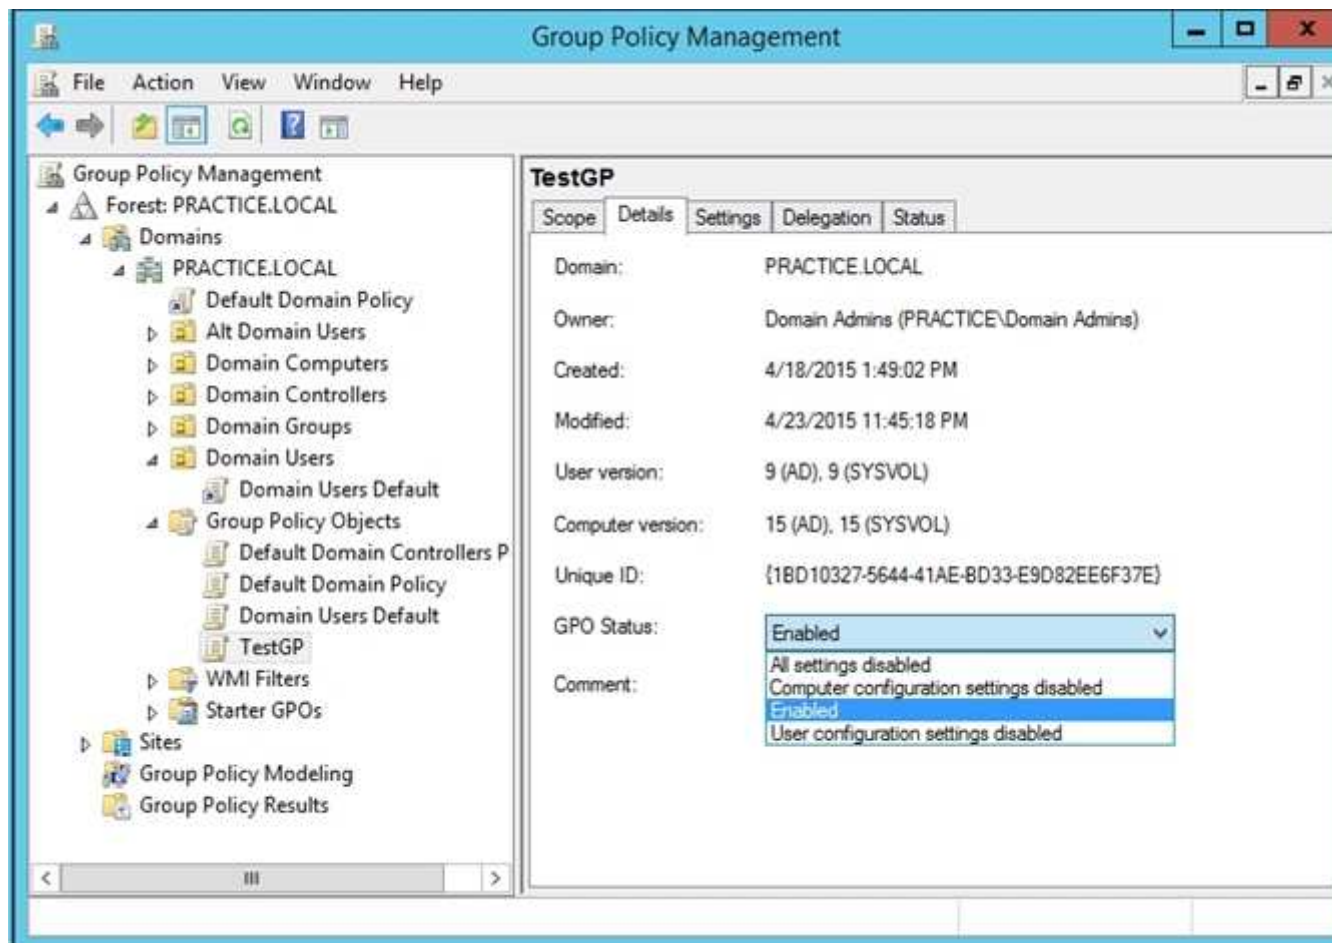 Group Policy Management
File Action View Window Help
Group Policy Management
Forest: PRACTICE.LOCAL
Domains
PRACTICE.LOCAL
Default Domain Policy
Alt Domain Users
Domain Computers
Domain Controllers
Domain Groups
Domain Users
Domain Users Default
Group Policy Objects
Default Domain Controllers P
Default Domain Policy
Domain Users Default
TestGP
WMI Filters
Starter GPOs
Sites
Group Policy Modeling
Group Policy Results
TestGP
Scope Details Settings Delegation Status
Domain: PRACTICE.LOCAL
Owner: Domain Admins (PRACTICE\Domain Admins)
Created: 4/18/2015 1:49:02 PM
Modified: 4/23/2015 11:45:18 PM
User version: 9 (AD), 9 (SYSVOL)
Computer version: 15 (AD), 15 (SYSVOL)
Unique ID: {1BD10327-5644-41AE-BD33-E9D82EE6F37E}
GPO Status: Enabled
All settings disabled
Computer configuration settings disabled
Enabled
User configuration settings disabled
Comment: